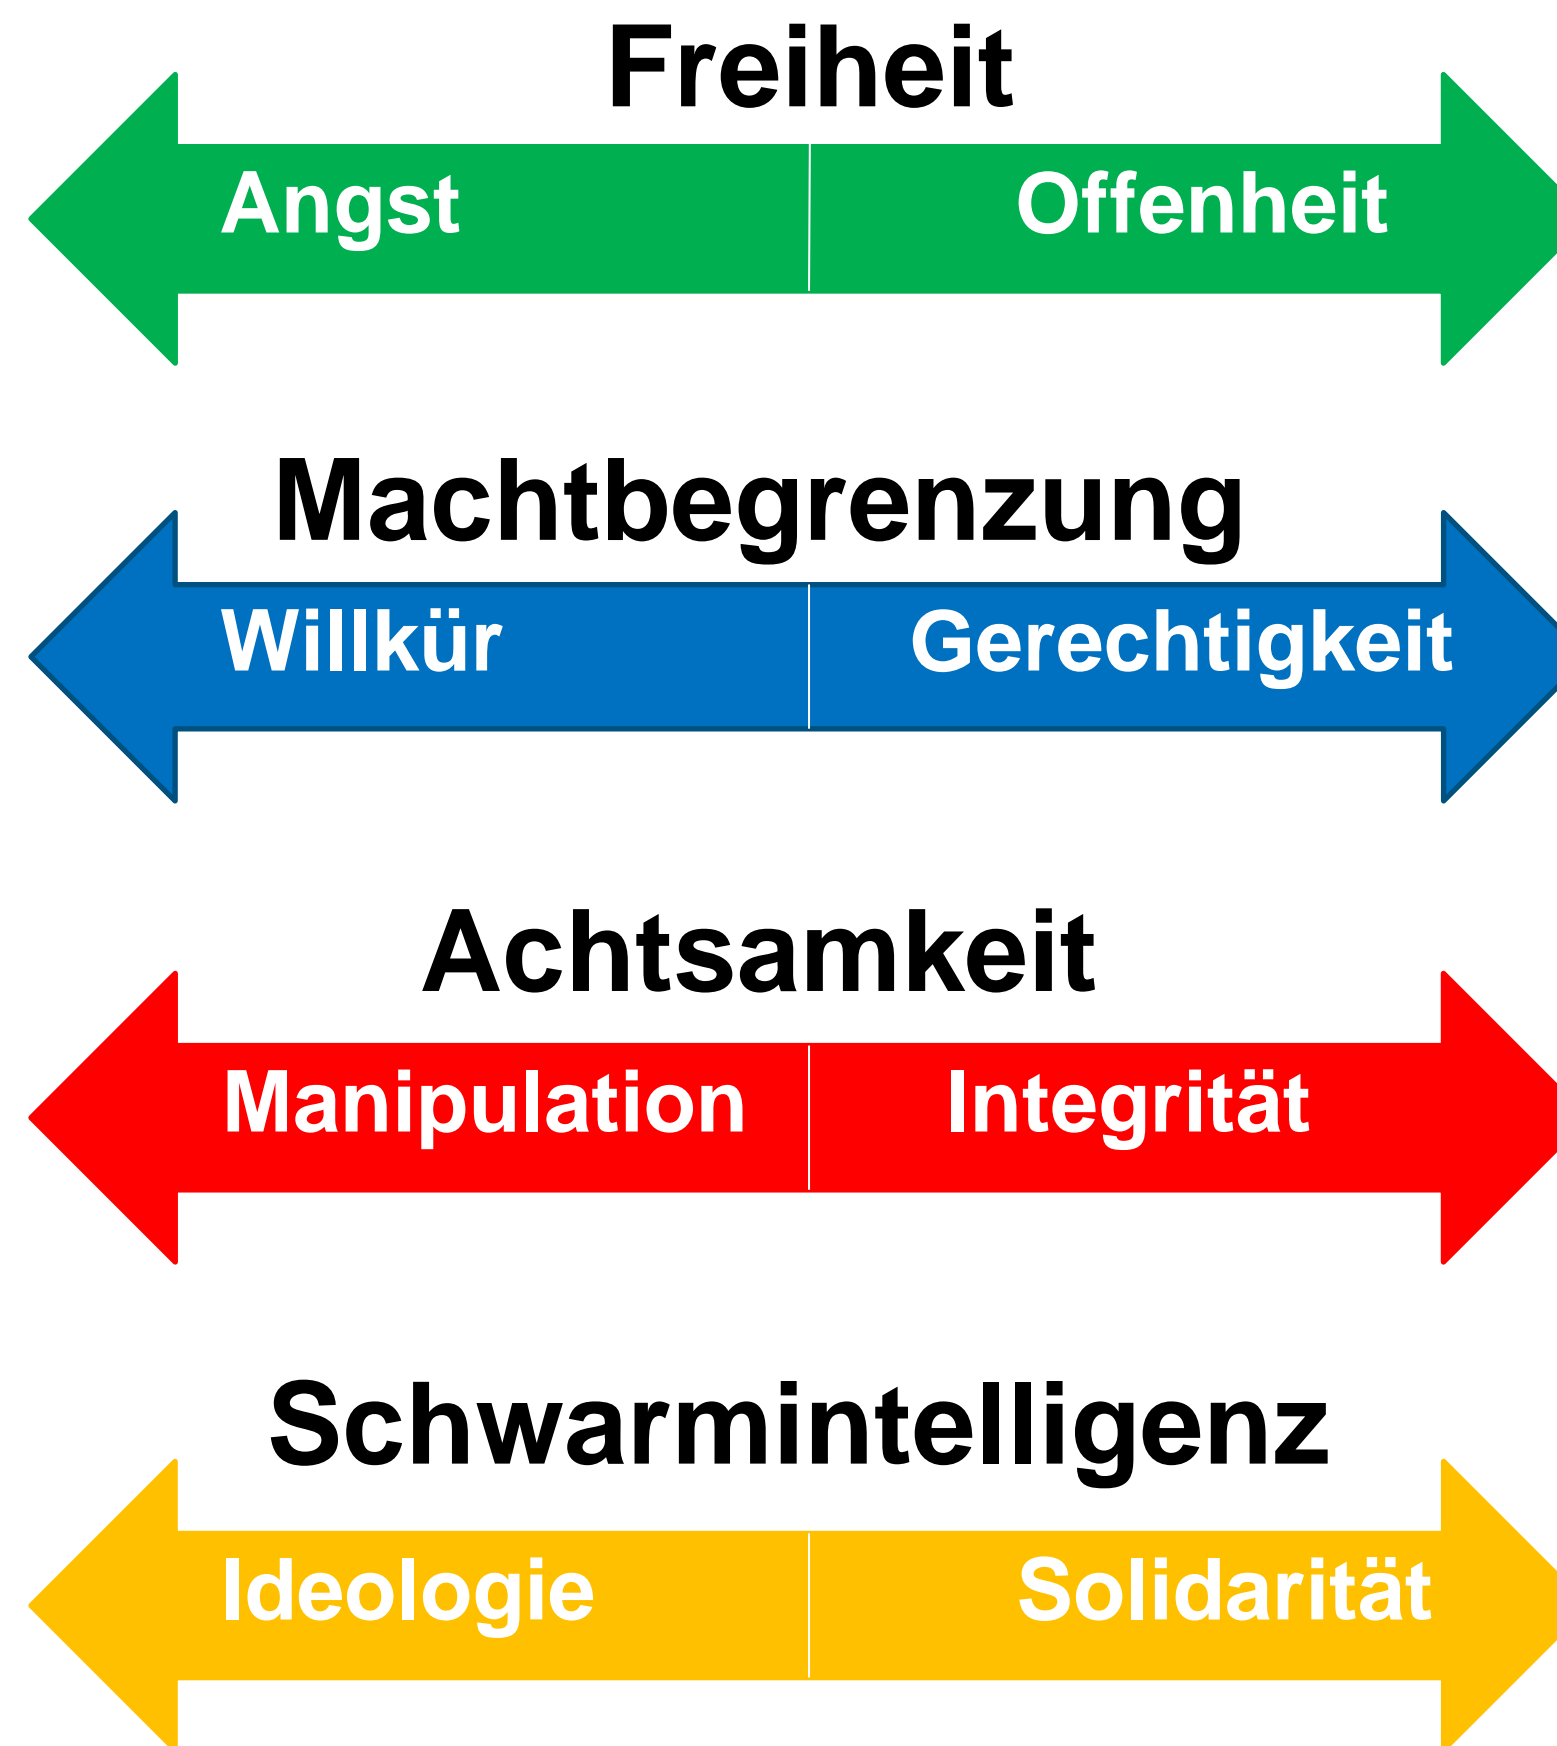 Freiheit
Angst Offenheit
Machtbegrenzung
Willkür Gerechtigkeit
Achtsamkeit
Manipulation Integrität
Schwarmintelligenz
Ideologie Solidarität